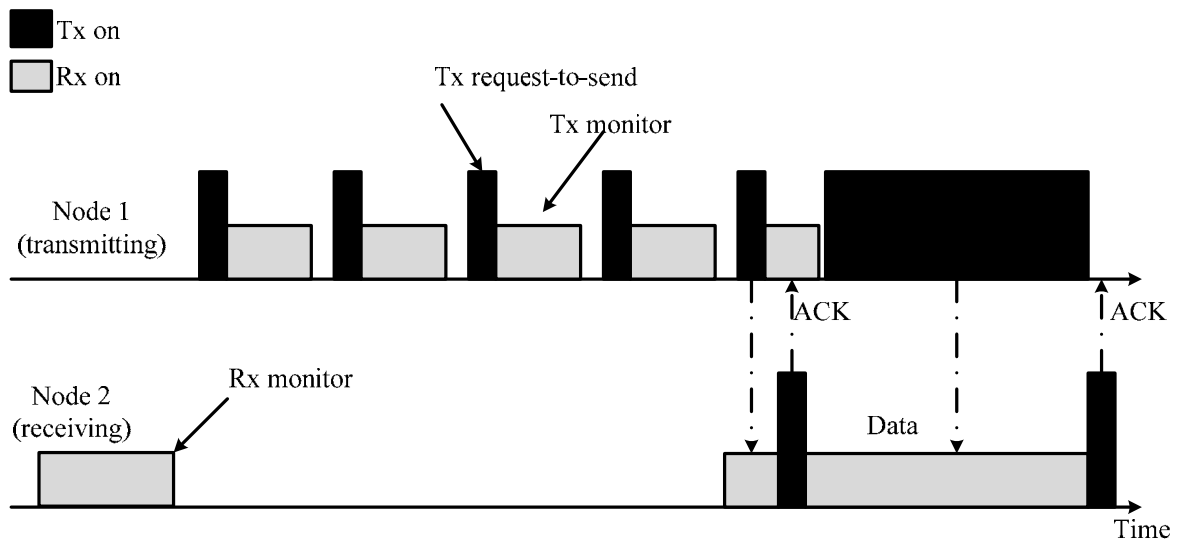 Tx on
Rx on
Tx request-to-send
Tx monitor
Node 1
(transmitting)
ACK
ACK
Rx monitor
Node 2
(receiving)
Data
Time